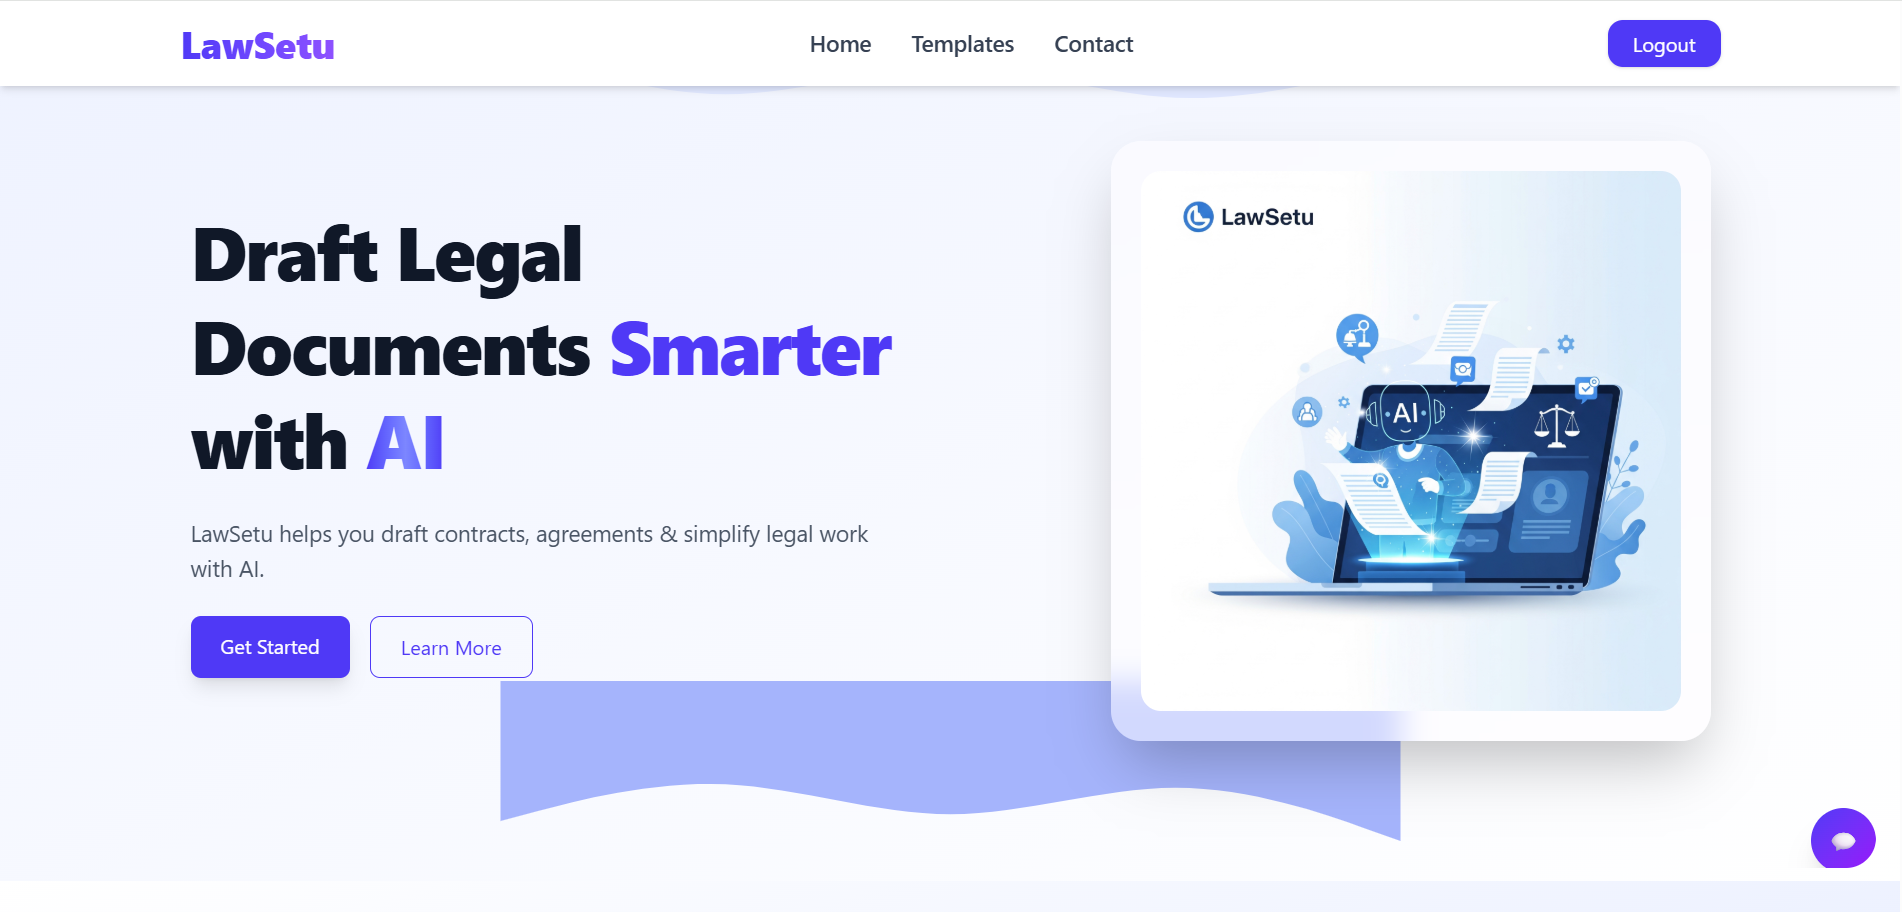 LawSetu
Home
Templates
Contact
Logout
Draft Legal
Documents Smarter
with AI
LawSetu helps you draft contracts, agreements & simplify legal work
with AI.
Get Started
Learn More
LawSetu
AI